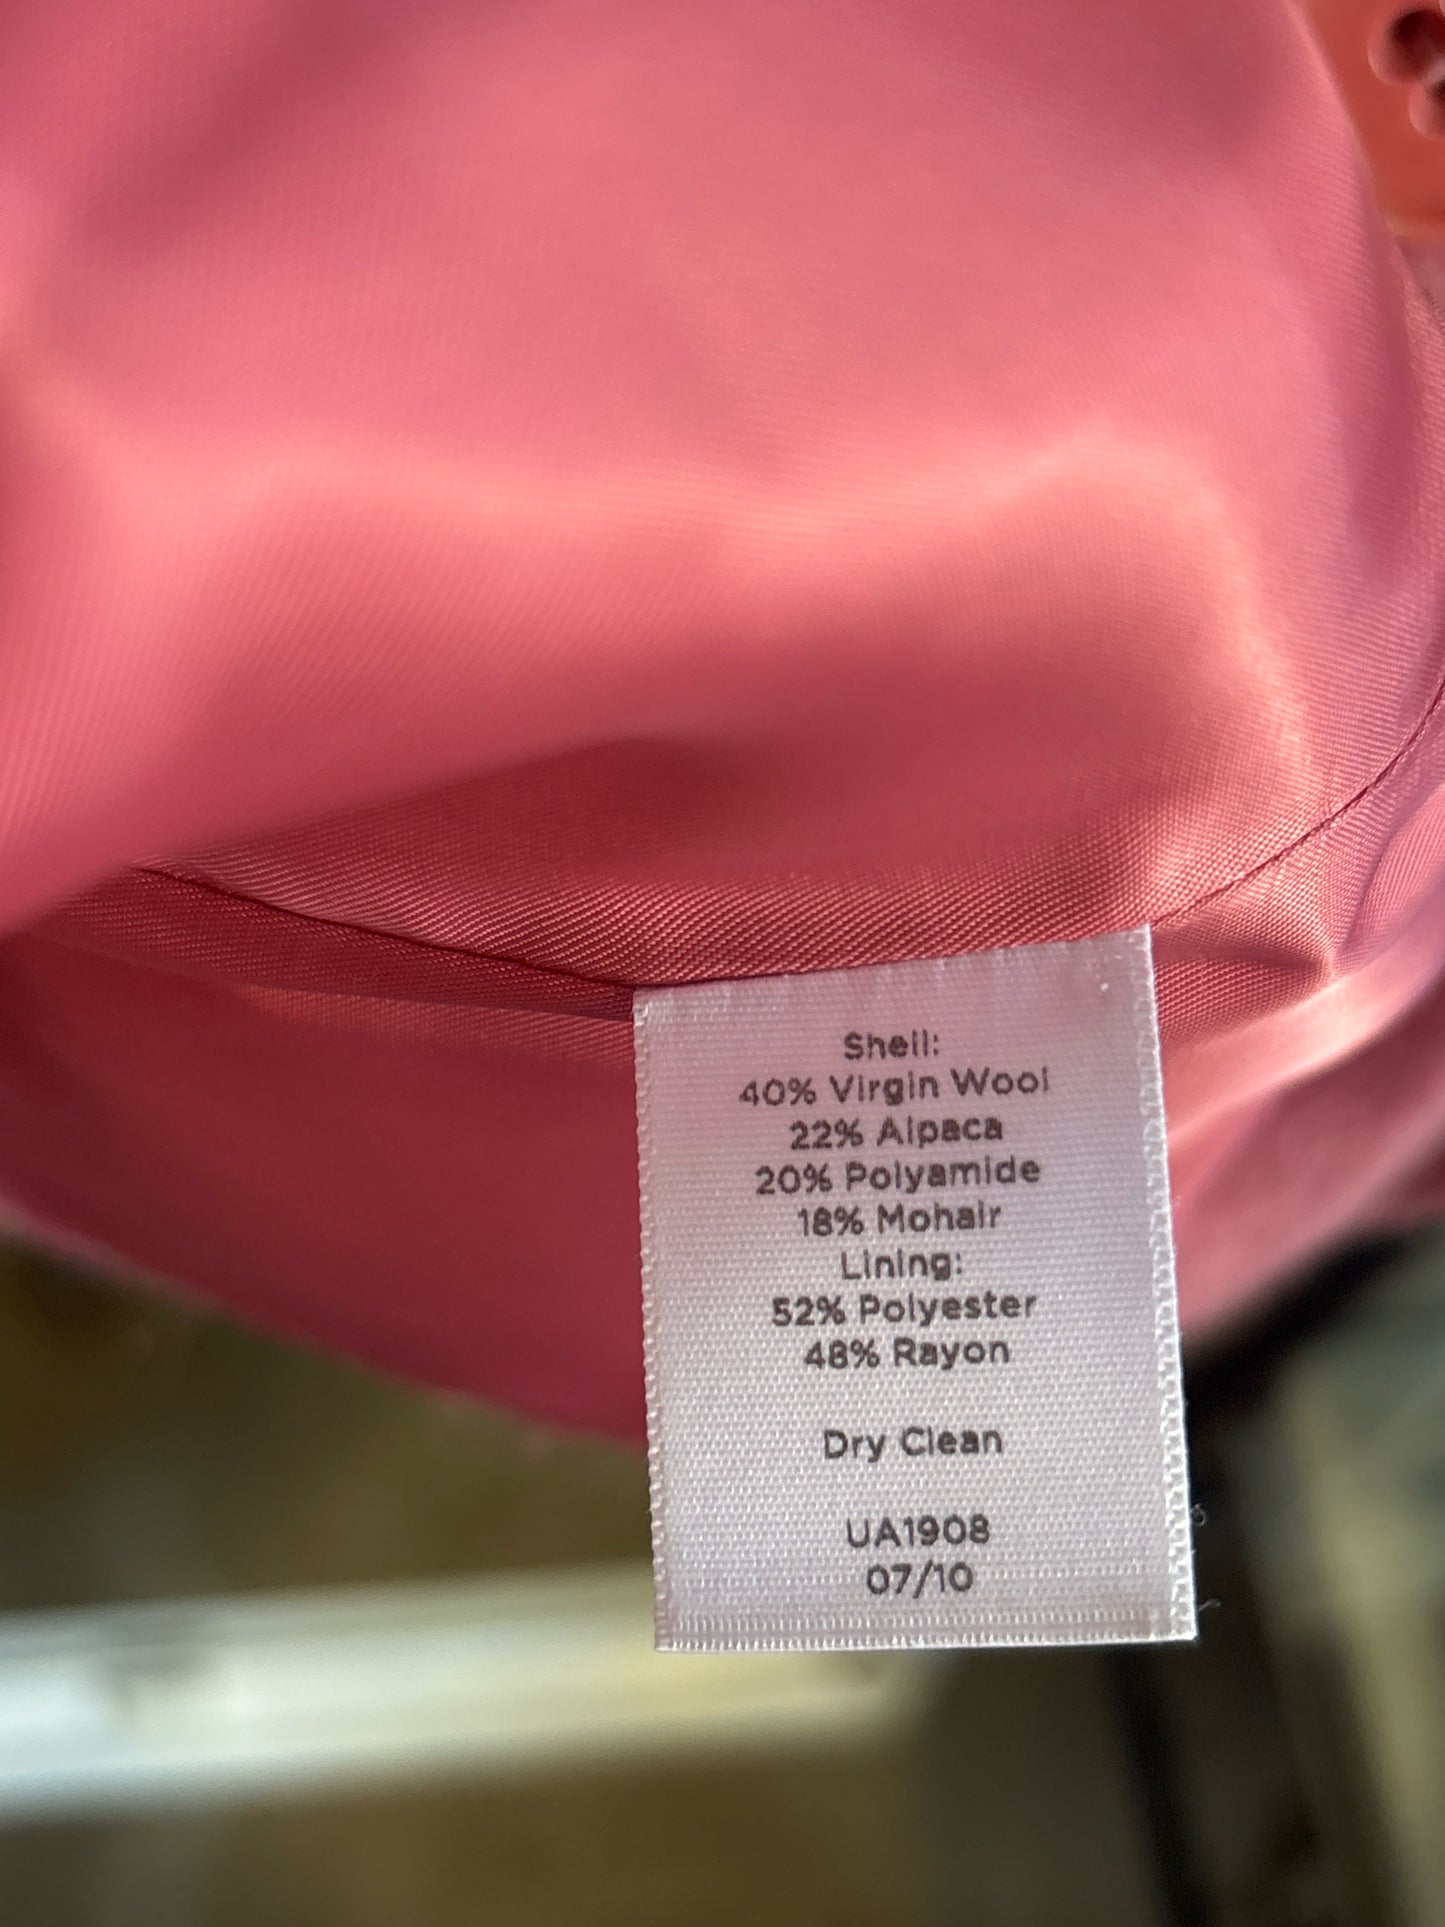 Shell:
40% Virgin Wool
22% Alpaca
20% Polyamide
18% Mohair
Lining:
52% Polyester
48% Rayon
Dry Clean
UA1908
07/10